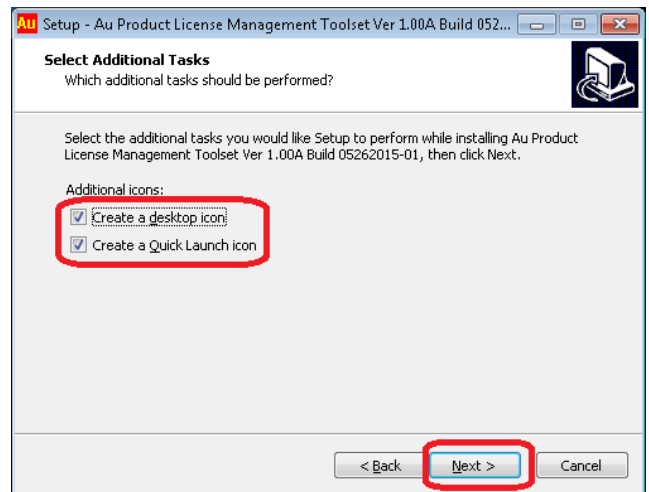 Au Setup - Au Product License Management Toolset Ver 1.00A Build 052...
Select Additional Tasks
Which additional tasks should be performed?
Select the additional tasks you would like Setup to perform while installing Au Product
License Management Toolset Ver 1.00A Build 05262015-01, then click Next.
Additional icons:
Create a desktop icon
Create a Quick Launch icon
< Back Next > Cancel